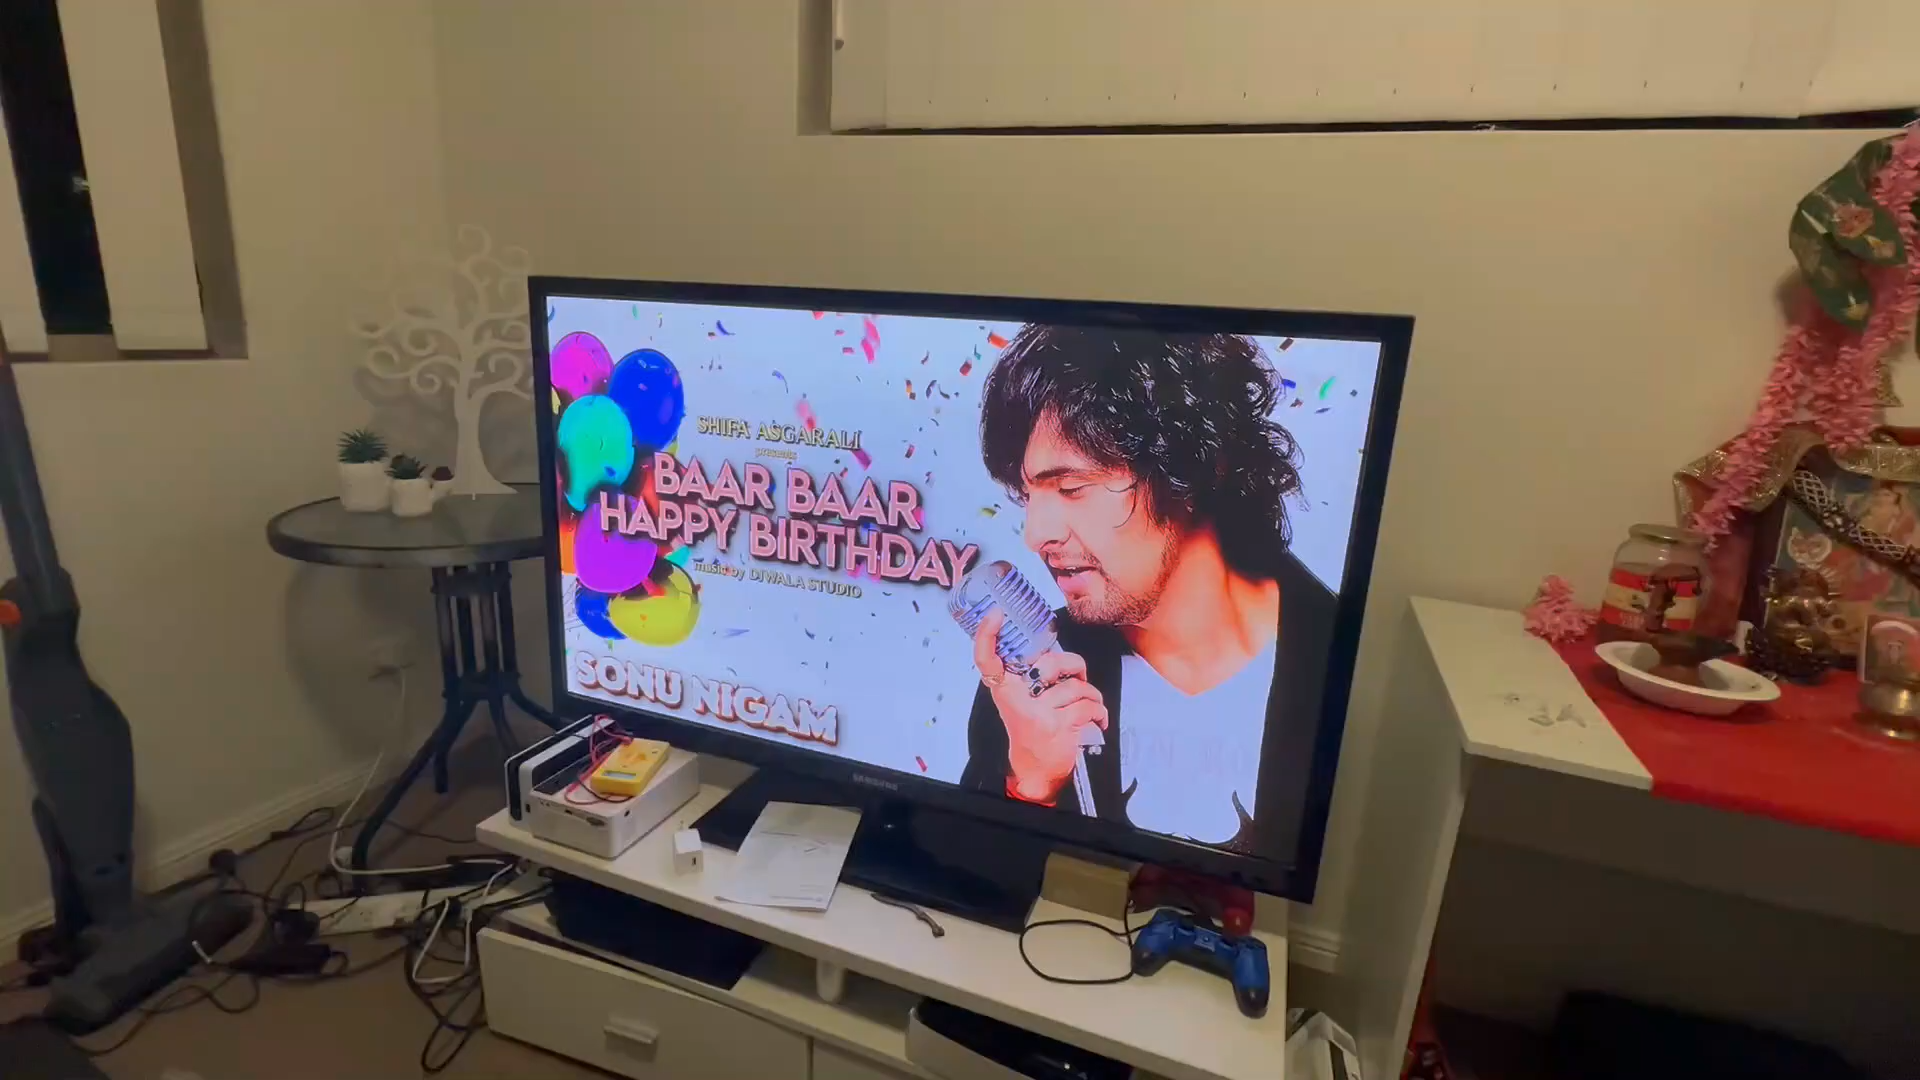 SHIFA ASGARALI
presents
BAAR BAAR
HAPPY BIRTHDAY
music by DJWALA STUDIO
SONU NIGAM
SAMSUNG